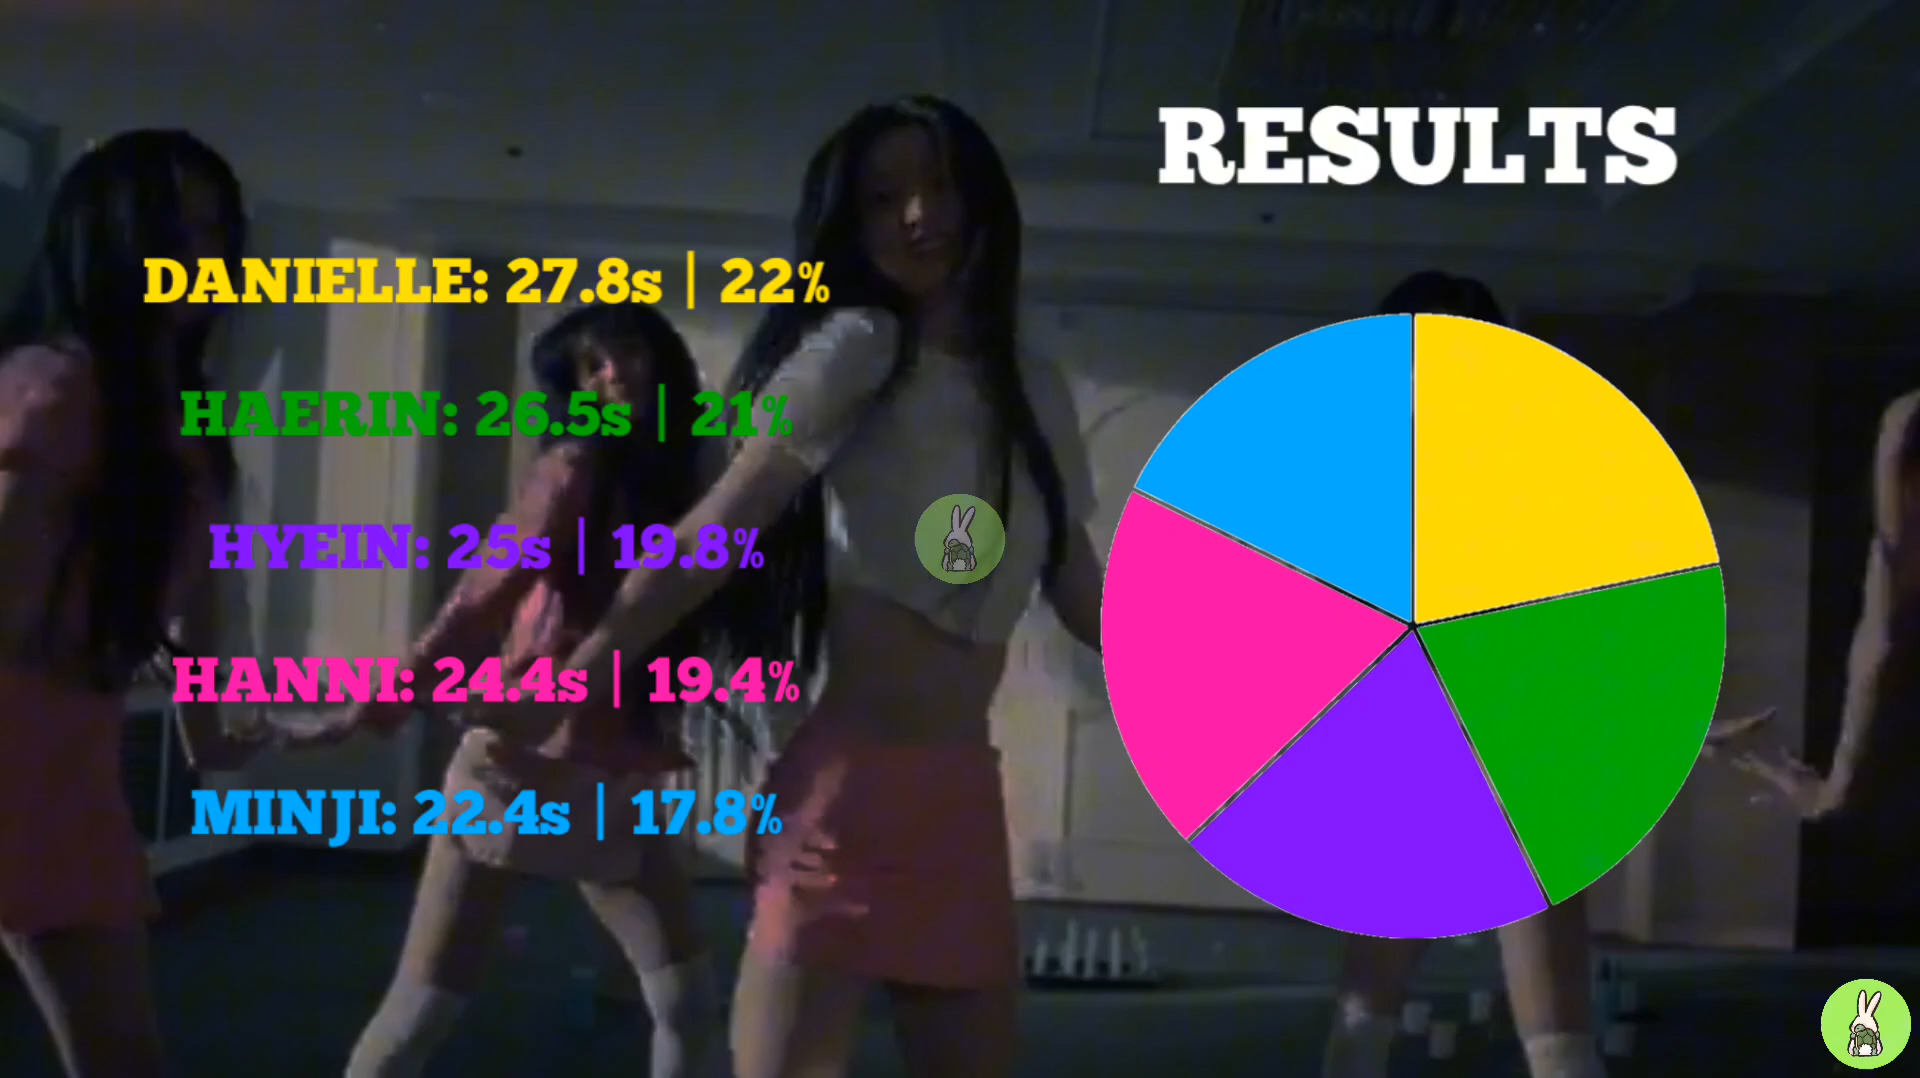 RESULTS
DANIELLE: 27.8s | 22%
HAERIN: 26.5s | 21%
HYEIN: 25s | 19.8%
HANNI: 24.4s | 19.4%
MINJI: 22.4s | 17.8%